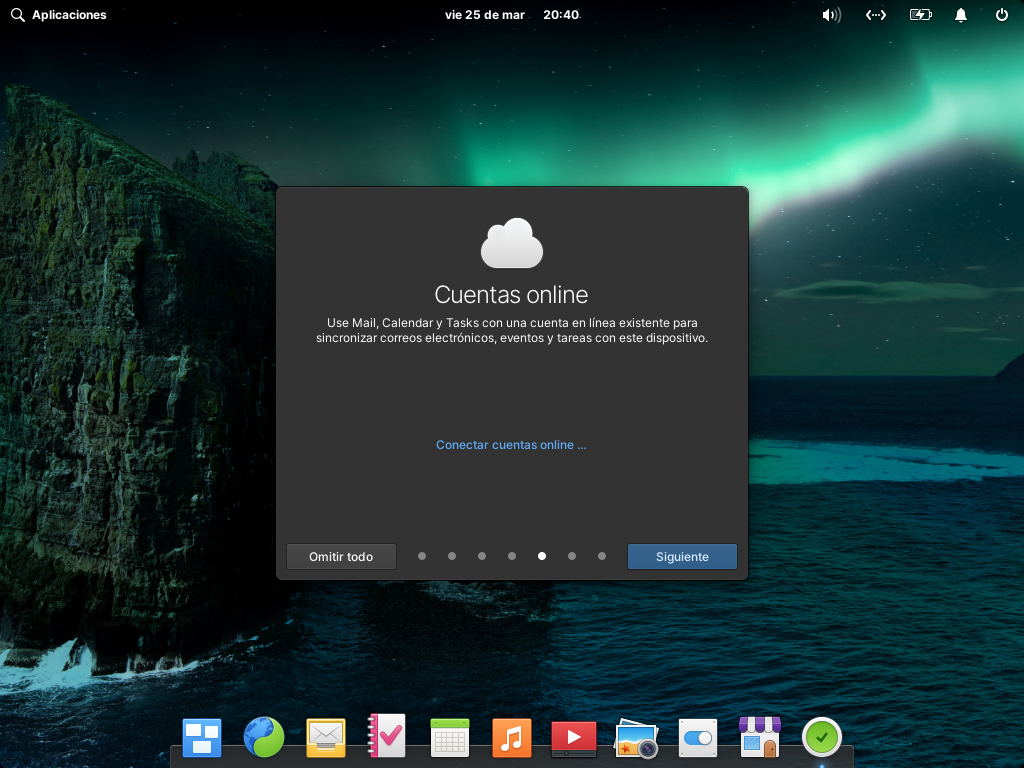 Aplicaciones
vie 25 de mar 20:40
Cuentas online
Use Mail, Calendar y Tasks con una cuenta en línea existente para
sincronizar correos electrónicos, eventos y tareas con este dispositivo.
Conectar cuentas online ...
Omitir todo
Siguiente